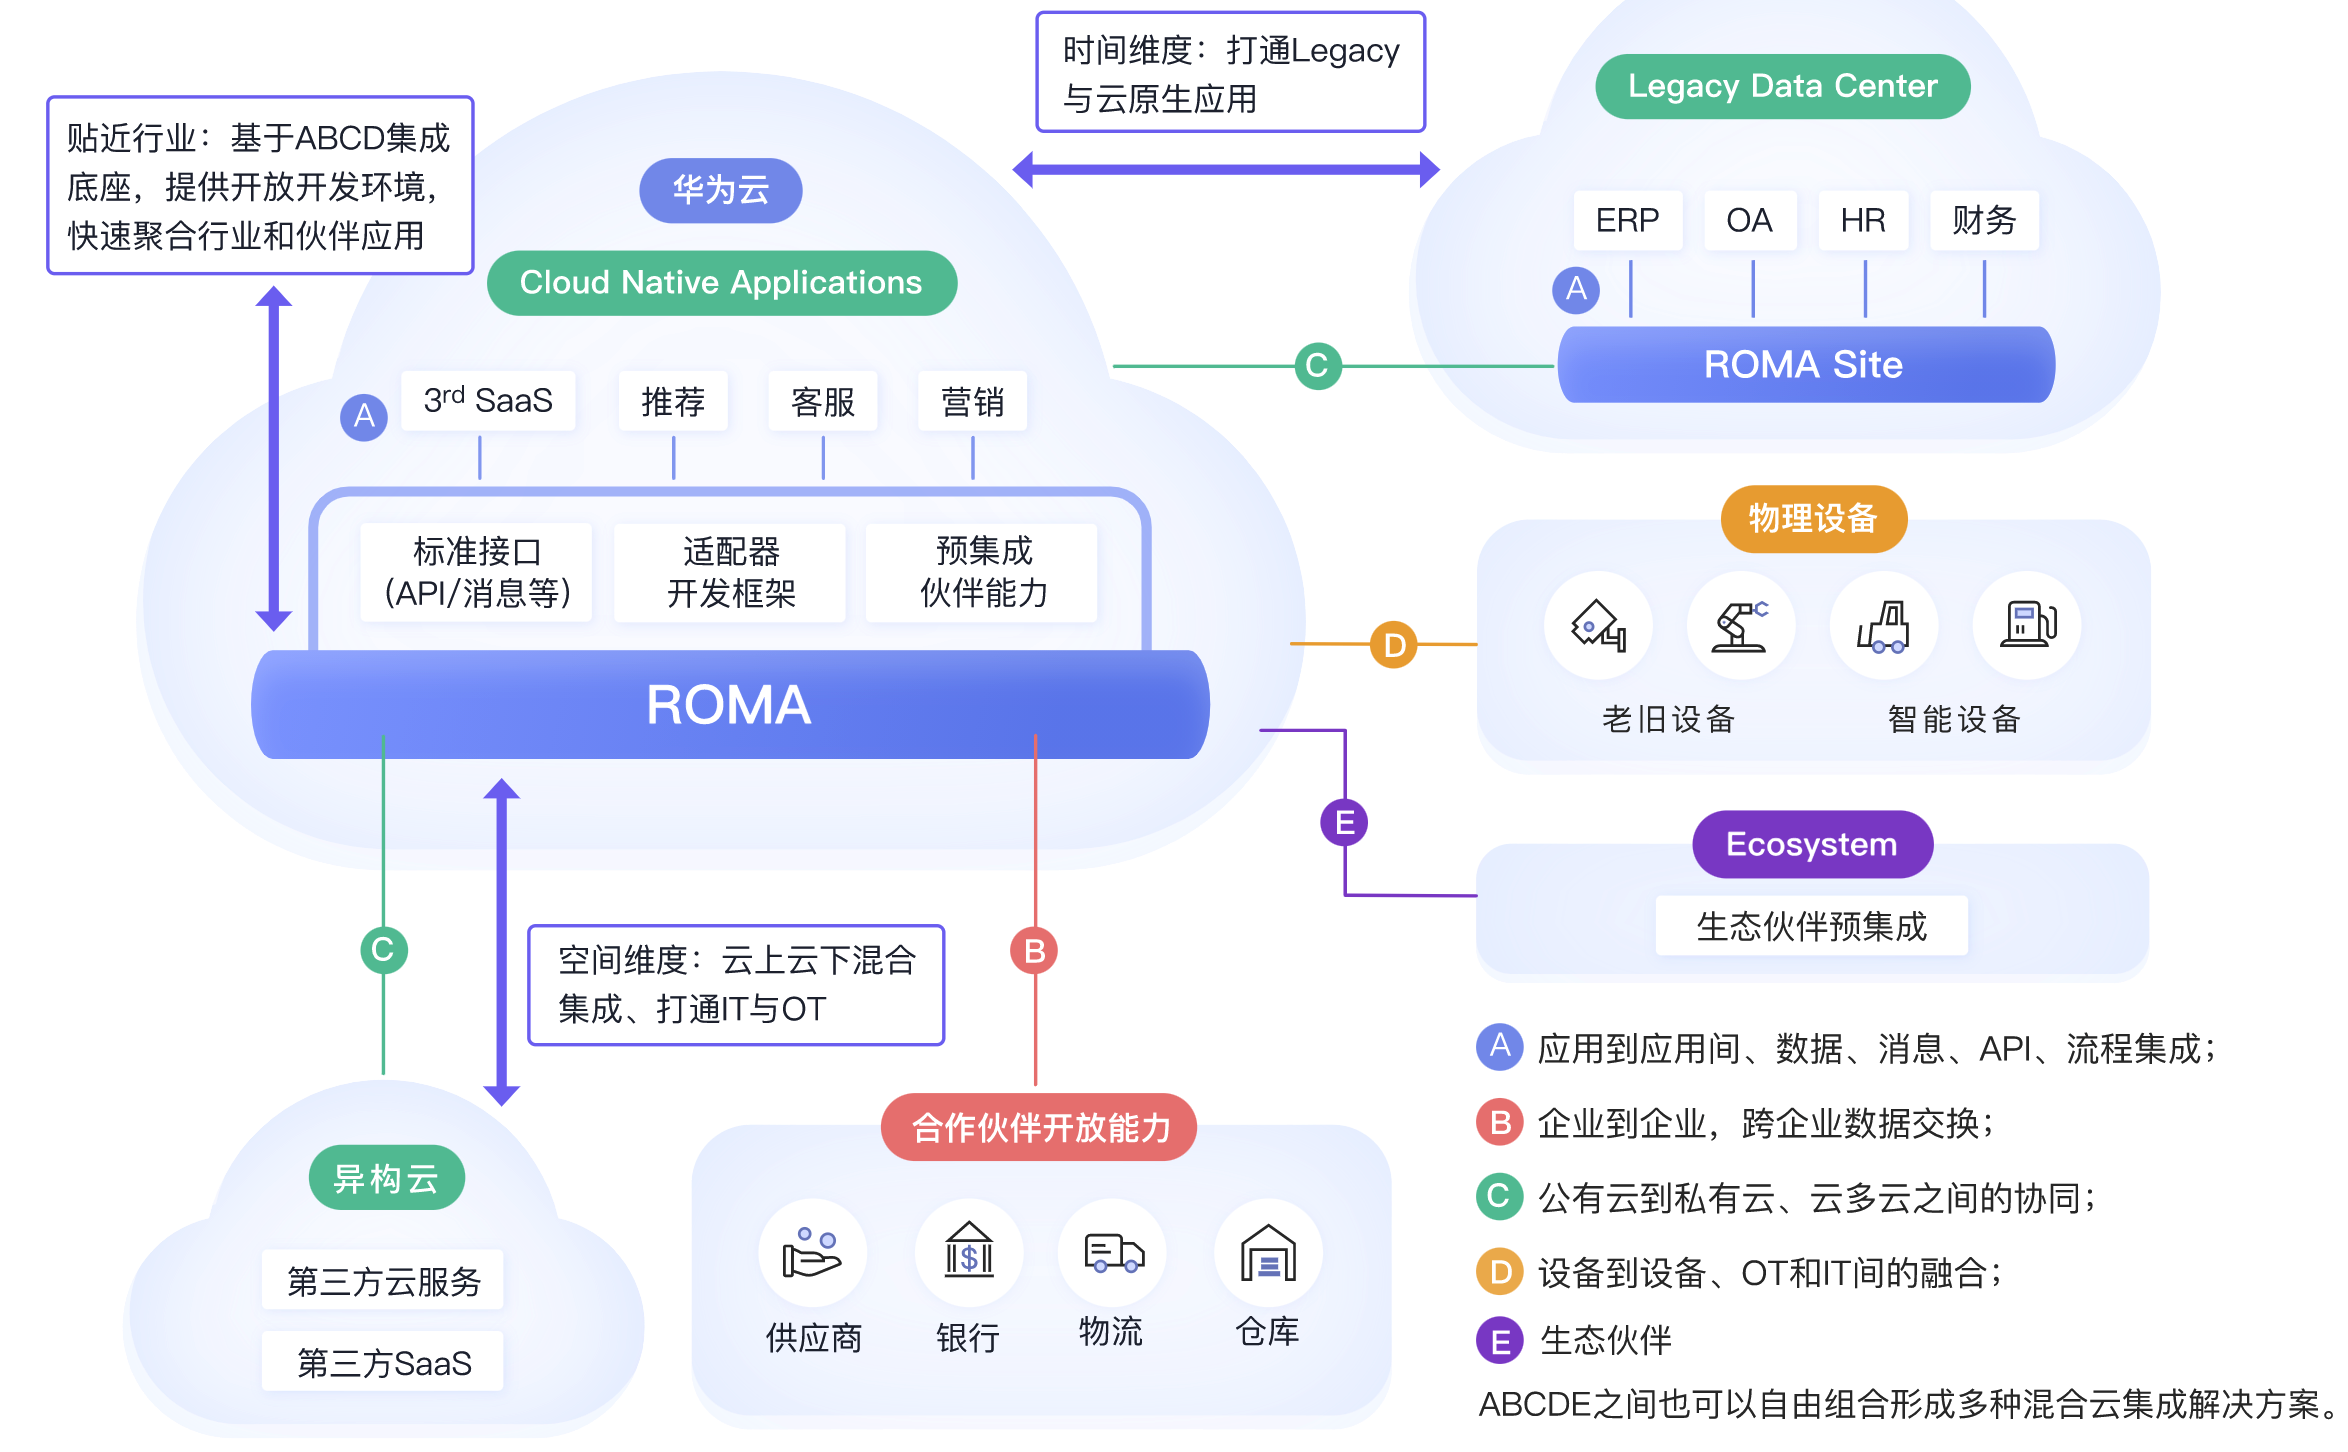 时间维度：打通Legacy
与云原生应用
Legacy Data Center
贴近行业：基于ABCD集成
底座，提供开放开发环境，
快速聚合行业和伙伴应用
华为云
Cloud Native Applications
ERP
OA
HR
财务
A
ROMA Site
C
A
3rd SaaS
推荐
客服
营销
标准接口
(API/消息等)
适配器
开发框架
预集成
伙伴能力
ROMA
物理设备
D
老旧设备
智能设备
E
Ecosystem
生态伙伴预集成
C
空间维度：云上云下混合
集成、打通IT与OT
B
异构云
第三方云服务
第三方SaaS
合作伙伴开放能力
$
供应商
银行
物流
仓库
A 应用到应用间、数据、消息、API、流程集成；
B 企业到企业，跨企业数据交换；
C 公有云到私有云、云多云之间的协同；
D 设备到设备、OT和IT间的融合；
E 生态伙伴
ABCDE之间也可以自由组合形成多种混合云集成解决方案。